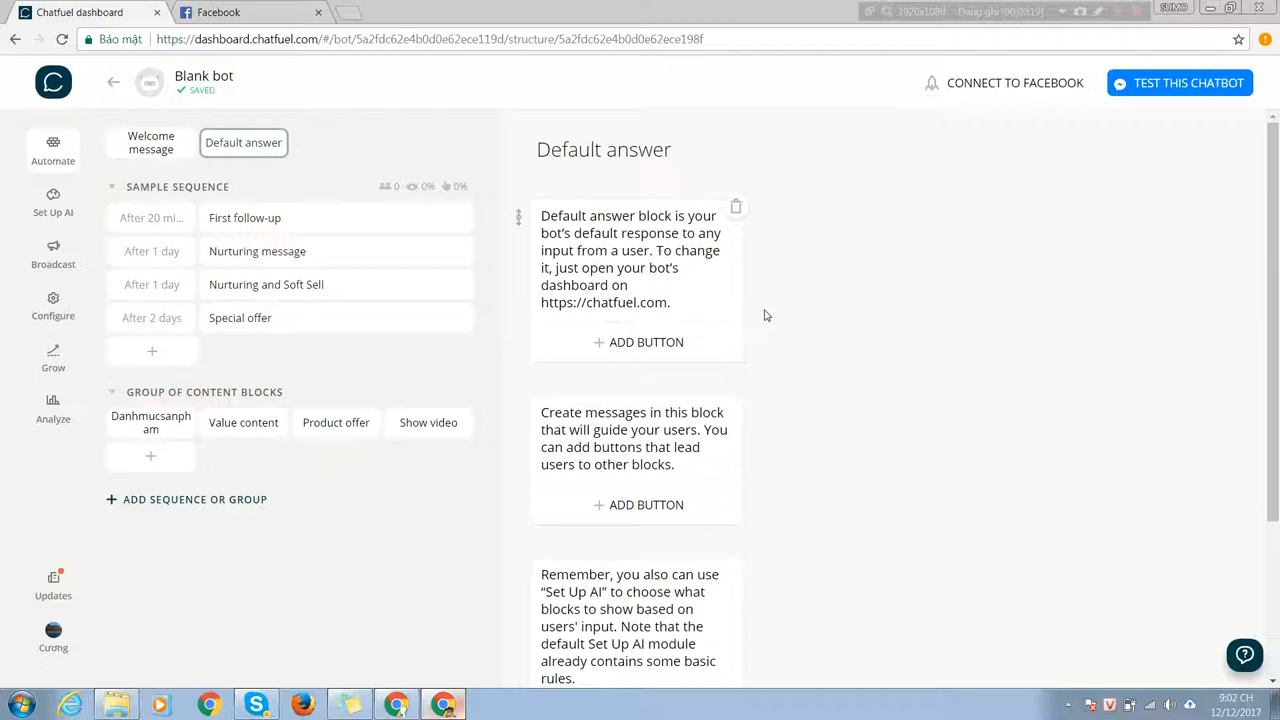 Chatfuel dashboard
Facebook
SUMO
Bảo mật
https://dashboard.chatfuel.com/#/bot/5a2fdc62e4b0d0e62ece119d/structure/5a2fdc62e4b0d0e62ece198f
Blank bot
SAVED
CONNECT TO FACEBOOK
TEST THIS CHATBOT
Automate
Set Up AI
Broadcast
Configure
Grow
Analyze
Updates
Cương
Welcome
message
Default answer
SAMPLE SEQUENCE
0
0%
0%
After 20 mi...
First follow-up
After 1 day
Nurturing message
After 1 day
Nurturing and Soft Sell
After 2 days
Special offer
+
GROUP OF CONTENT BLOCKS
Danhmucsanph
am
Value content
Product offer
Show video
+
+ ADD SEQUENCE OR GROUP
Default answer
Default answer block is your
bot’s default response to any
input from a user. To change
it, just open your bot’s
dashboard on
https://chatfuel.com.
+ ADD BUTTON
Create messages in this block
that will guide your users. You
can add buttons that lead
users to other blocks.
+ ADD BUTTON
Remember, you also can use
“Set Up AI” to choose what
blocks to show based on
users' input. Note that the
default Set Up AI module
already contains some basic
rules.
9:02 CH
12/12/2017